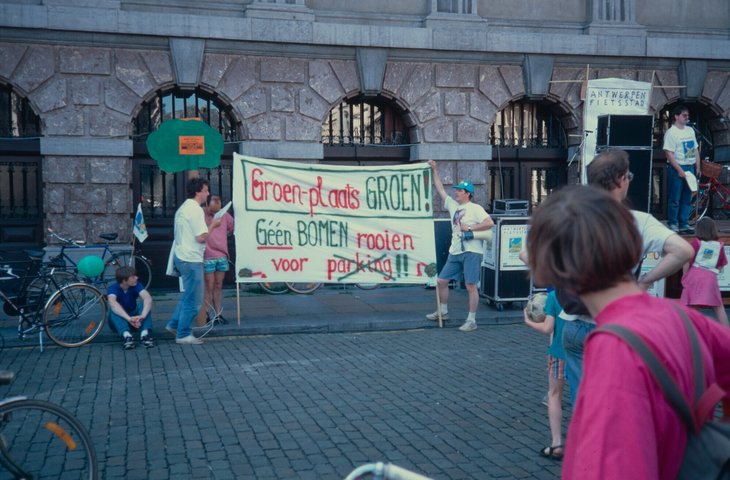 ANTWERPEN
FIETSSTAD
Groen-plaats GROEN!
Géén BOMEN rooien
voor parking!!